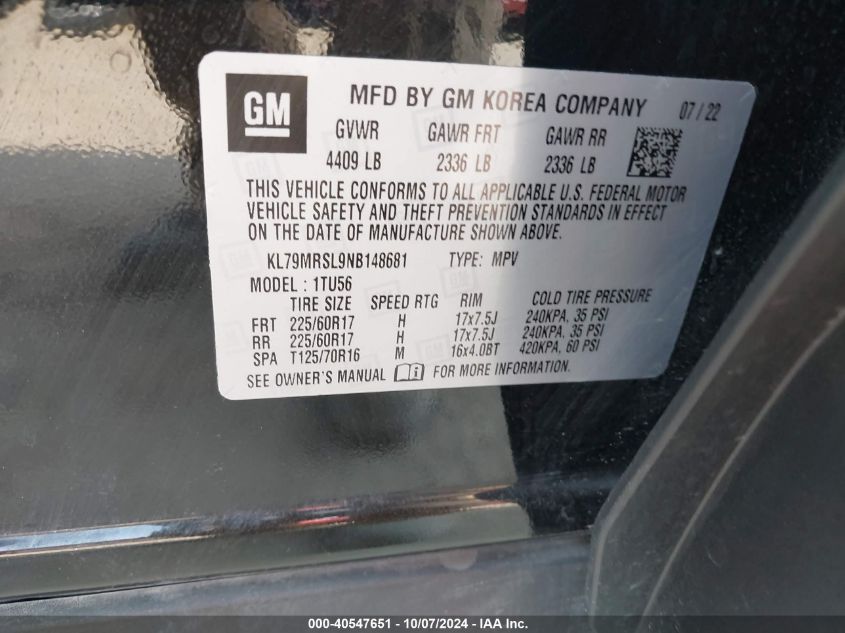 GM MFD BY GM KOREA COMPANY 07 / 22
GVWR GAWR FRT GAWR RR
4409 LB 2336 LB 2336 LB
THIS VEHICLE CONFORMS TO ALL APPLICABLE U.S. FEDERAL MOTOR
VEHICLE SAFETY AND THEFT PREVENTION STANDARDS IN EFFECT
ON THE DATE OF MANUFACTURE SHOWN ABOVE.
KL79MRSL9NB148681 TYPE: MPV
MODEL : 1TU56
TIRE SIZE SPEED RTG RIM COLD TIRE PRESSURE
FRT 225/60R17 H 17x7.5J 240KPA, 35 PSI
RR 225/60R17 H 17x7.5J 240KPA, 35 PSI
SPA T125/70R16 M 16x4.0BT 420KPA, 60 PSI
SEE OWNER'S MANUAL FOR MORE INFORMATION.
000-40547651 - 10/07/2024 - IAA Inc.